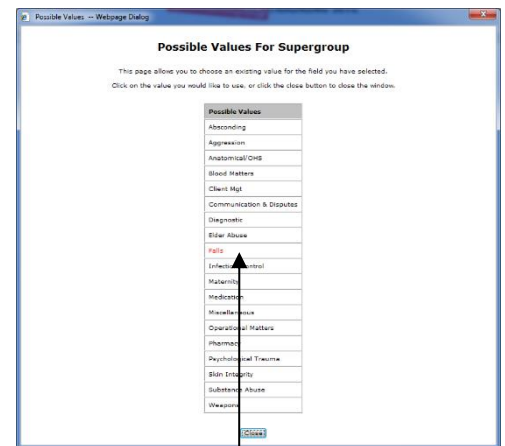 Possible Values -- Webpage Dialog
Possible Values For Supergroup
This page allows you to choose an existing value for the field you have selected.
Click on the value you would like to use, or click the close button to close the window.
Possible Values
Absconding
Aggression
Anatomical/OHS
Blood Matters
Client Mgt
Communication & Disputes
Diagnostic
Elder Abuse
Falls
Infection Control
Maternity
Medication
Miscellaneous
Operational Matters
Pharmacy
Psychological Trauma
Skin Integrity
Substance Abuse
Weapons
Close